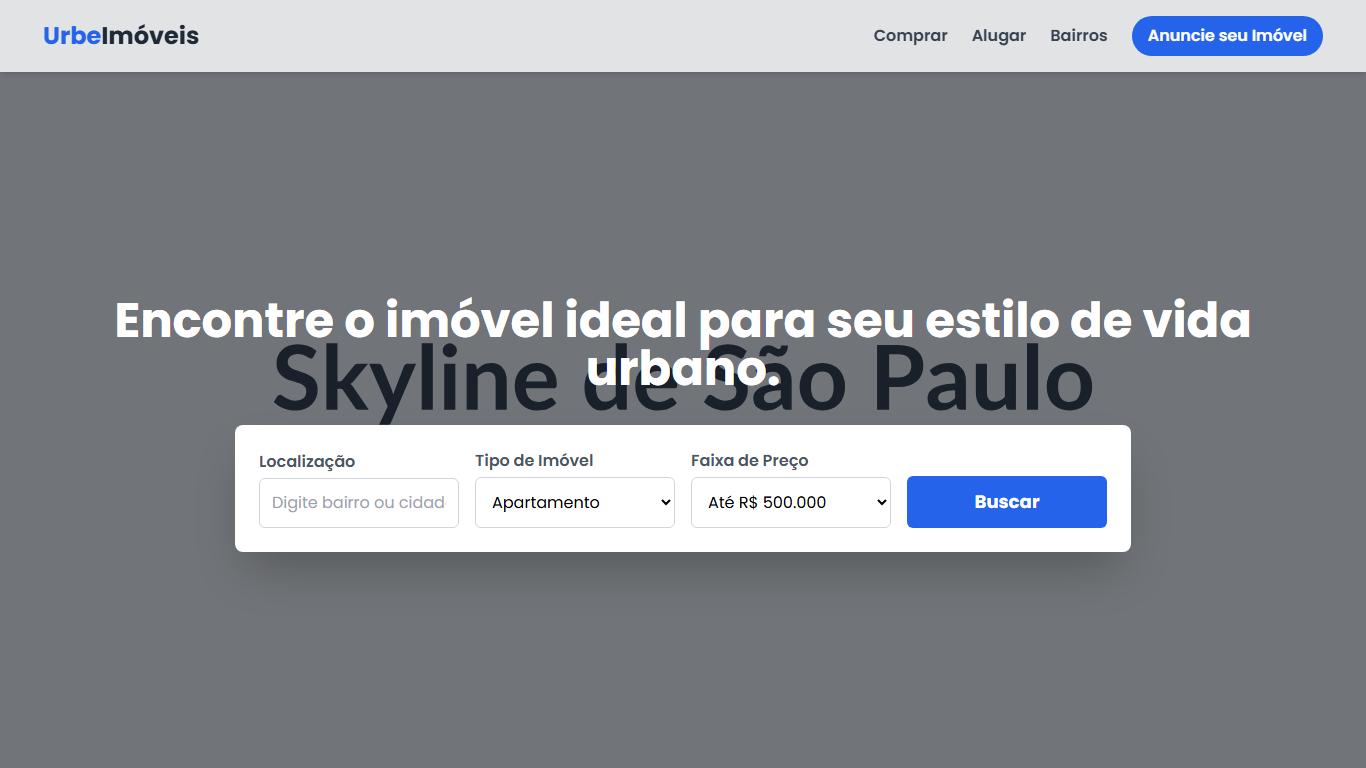 UrbeImóveis
Comprar
Alugar
Bairros
Anuncie seu Imóvel
Encontre o imóvel ideal para seu estilo de vida
urbano.
Skyline de São Paulo
Localização
Tipo de Imóvel
Faixa de Preço
Digite bairro ou cidad
Apartamento
Até R$ 500.000
Buscar